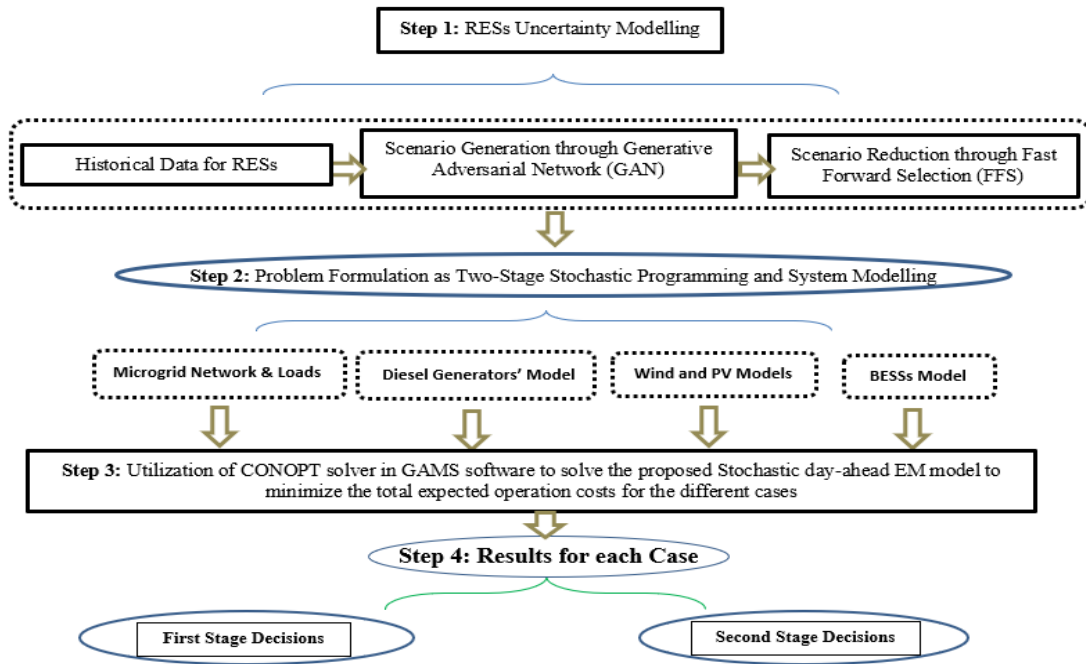 Step 1: RESs Uncertainty Modelling
Historical Data for RESs
Scenario Generation through Generative
Adversarial Network (GAN)
Scenario Reduction through Fast
Forward Selection (FFS)
Step 2: Problem Formulation as Two-Stage Stochastic Programming and System Modelling
Microgrid Network & Loads
Diesel Generators' Model
Wind and PV Models
BESSs Model
Step 3: Utilization of CONOPT solver in GAMS software to solve the proposed Stochastic day-ahead EM model to
minimize the total expected operation costs for the different cases
Step 4: Results for each Case
First Stage Decisions
Second Stage Decisions